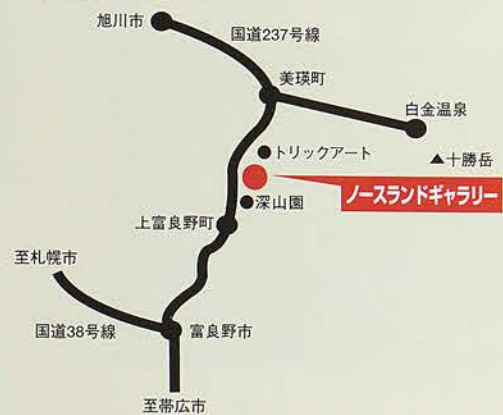 旭川市
国道237号線
美瑛町
白金温泉
トリックアート
▲十勝岳
ノースランドギャラリー
深山園
上富良野町
至札幌市
国道38号線
富良野市
至帯広市